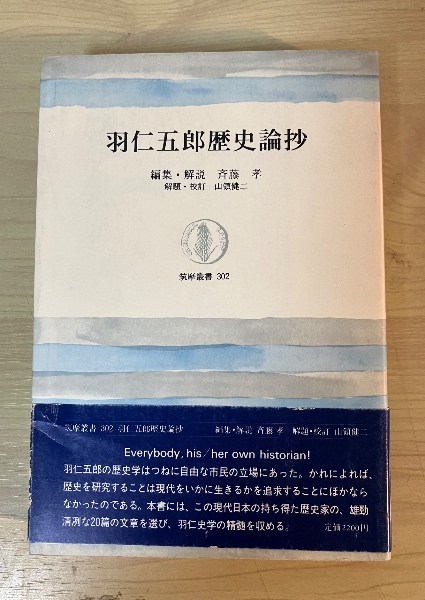 羽仁五郎歴史論抄
編集・解説 斉藤 孝
解題・校訂 山領健二
筑摩叢書 302
筑摩叢書 302 羽仁五郎歴史論抄 編集・解説 斉藤 孝 解題・校訂 山領健二
Everybody, his/her own historian!
羽仁五郎の歴史学はつねに自由な市民の立場にあった。かれによれば、
歴史を研究することは現代をいかに生きるかを追求することにほかなら
なかったのである。本書には、この現代日本の持ち得た歴史家の、雄勁
清冽な20篇の文章を選び、羽仁史学の精髄を収める。
定価2200円